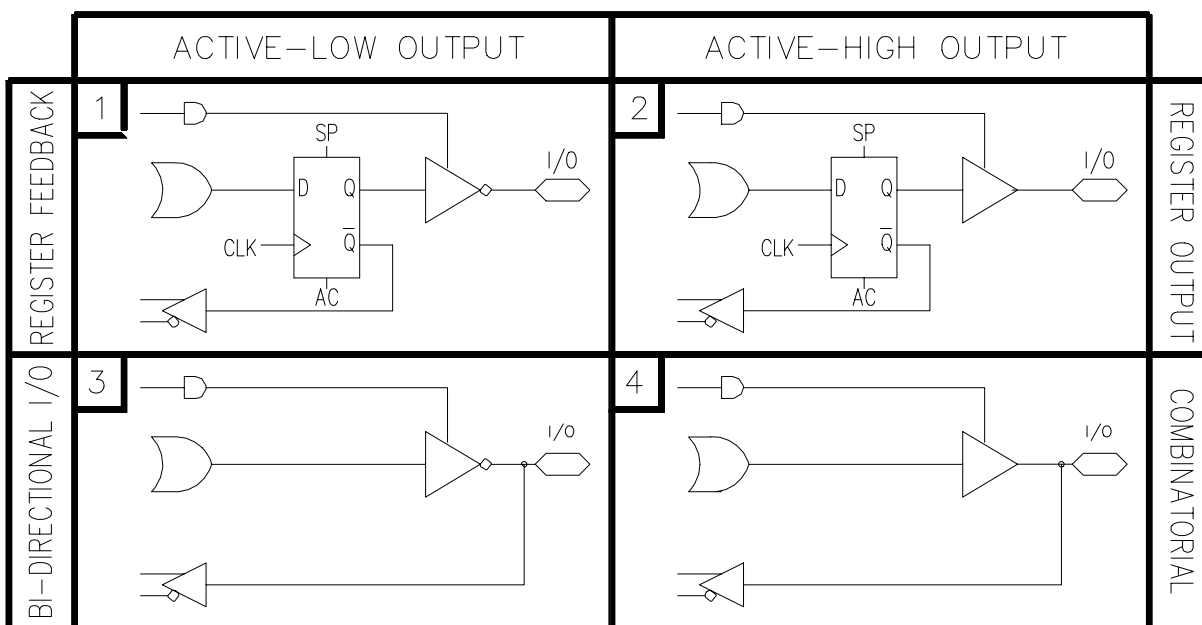 ACTIVE-LOW OUTPUT
ACTIVE-HIGH OUTPUT
REGISTER FEEDBACK
1
SP
D Q
I/O
CLK
Q̅
AC
2
SP
D Q
I/O
CLK
Q̅
AC
REGISTER OUTPUT
BI-DIRECTIONAL I/O
3
I/O
4
I/O
COMBINATORIAL